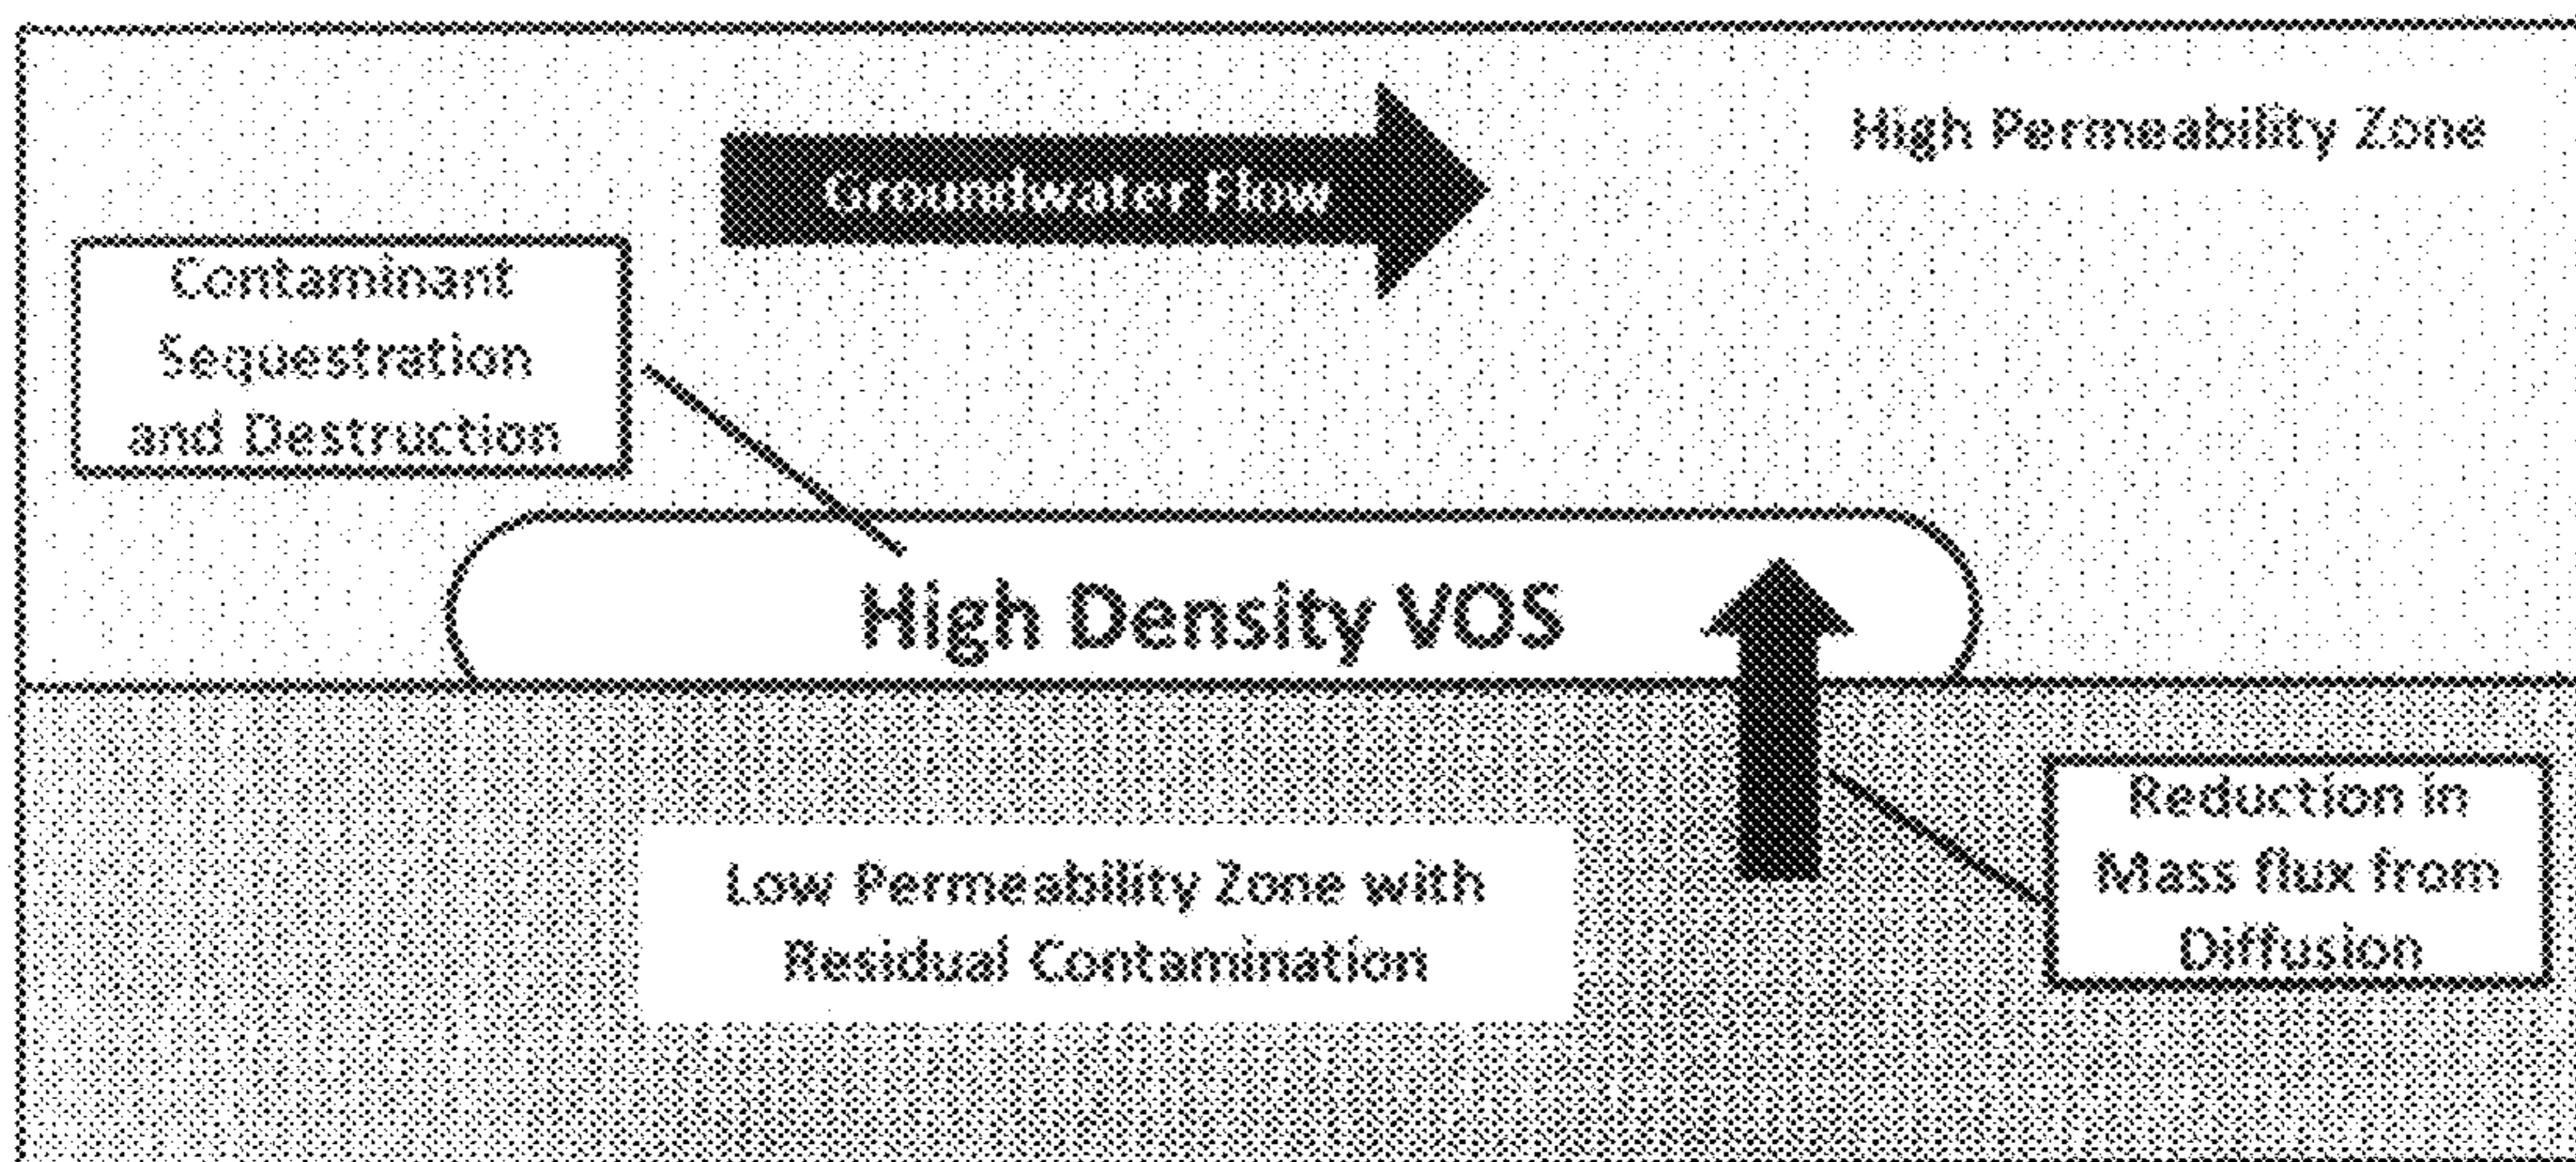 High Permeability Zone
Groundwater Flow
Contaminant
Sequestration
and Destruction
High Density VOS
Low Permeability Zone with
Residual Contamination
Reduction in
Mass flux from
Diffusion